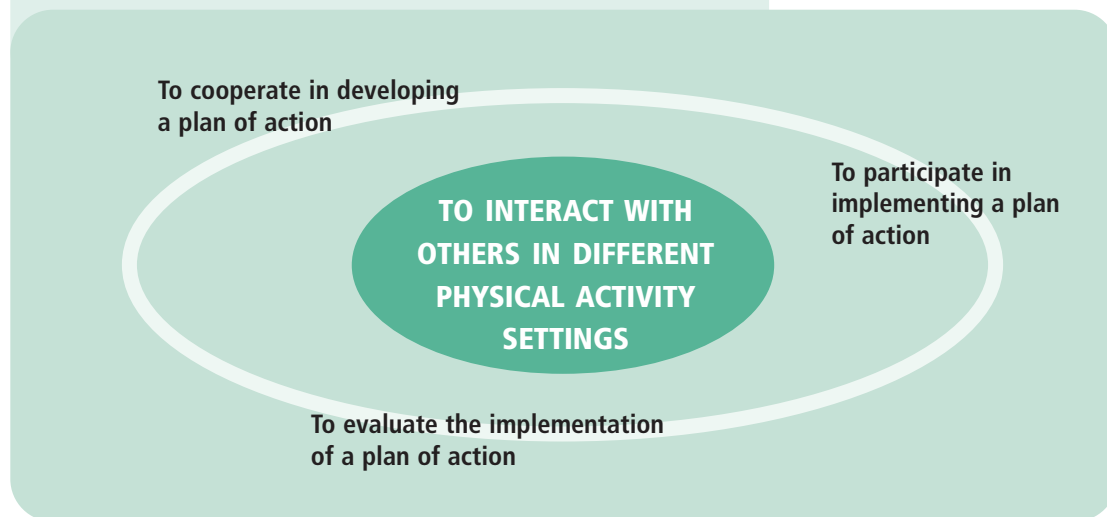 To cooperate in developing
a plan of action
To participate in
implementing a plan
of action
TO INTERACT WITH
OTHERS IN DIFFERENT
PHYSICAL ACTIVITY
SETTINGS
To evaluate the implementation
of a plan of action